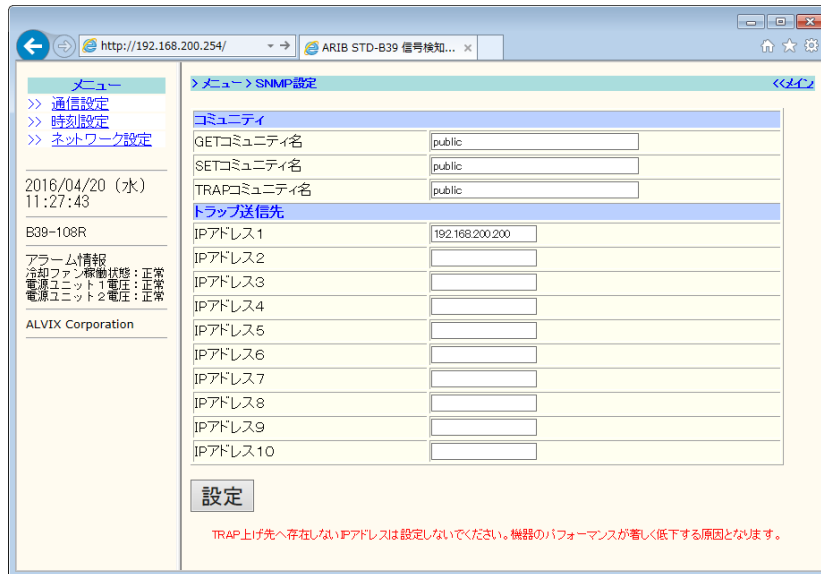 http://192.168.200.254/
ARIB STD-B39 信号検知...
メニュー
>> 通信設定
>> 時刻設定
>> ネットワーク設定
2016/04/20 (水)
11:27:43
B39-108R
アラーム情報
冷却ファン稼働状態：正常
電源ユニット１電圧：正常
電源ユニット２電圧：正常
ALVIX Corporation
> メニュー > SNMP設定
<<メイン
コミュニティ
GETコミュニティ名 public
SETコミュニティ名 public
TRAPコミュニティ名 public
トラップ送信先
IPアドレス1 192.168.200.200
IPアドレス2
IPアドレス3
IPアドレス4
IPアドレス5
IPアドレス6
IPアドレス7
IPアドレス8
IPアドレス9
IPアドレス10
設定
TRAP上げ先へ存在しないIPアドレスは設定しないでください。機器のパフォーマンスが著しく低下する原因となります。